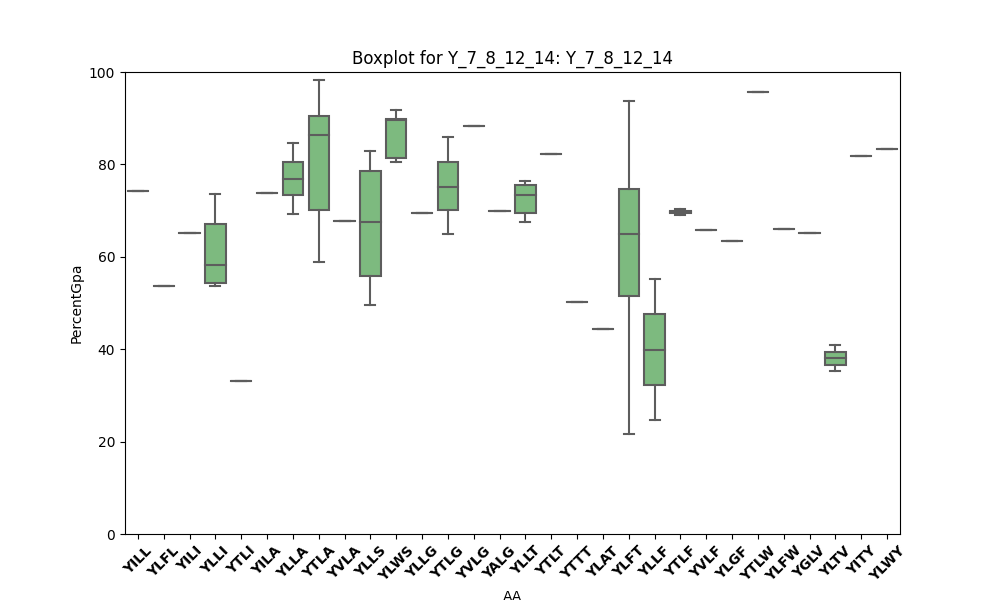 Boxplot for Y_7_8_12_14: Y_7_8_12_14
100
80
60
40
20
0
PercentGpa
YILL YLFL YILI YLLI YTLI YILA YLLA YTLA YVLA YLLS YLWS YLLG YTLG YVLG YALG YLLT YTLT YTTT YLAT YLFT YLLF YTLF YVLF YLGF YTLW YLFW YGLV YLTV YITY YLWY
AA